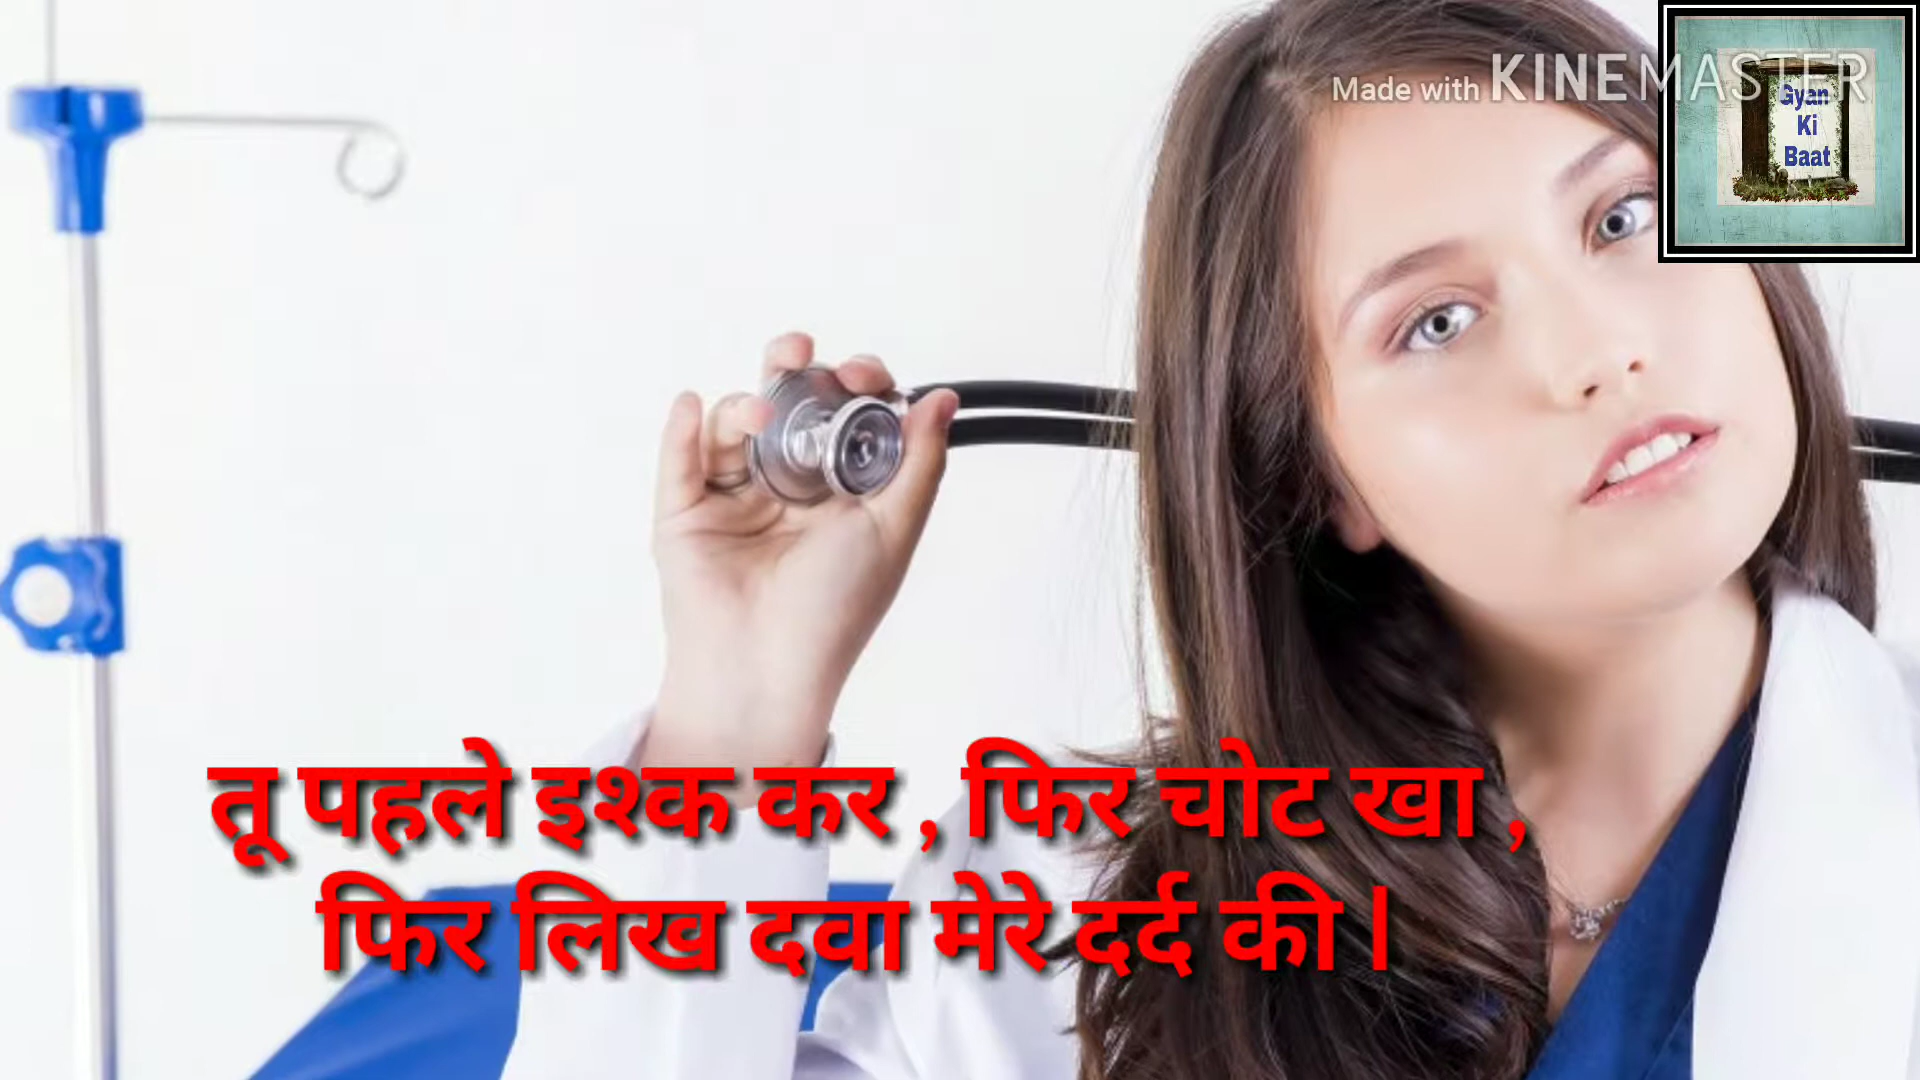 Made with KINEMASTER
Gyan
Ki
Baat
तू पहले इश्क कर , फिर चोट खा ,
फिर लिख दवा मेरे दर्द की।